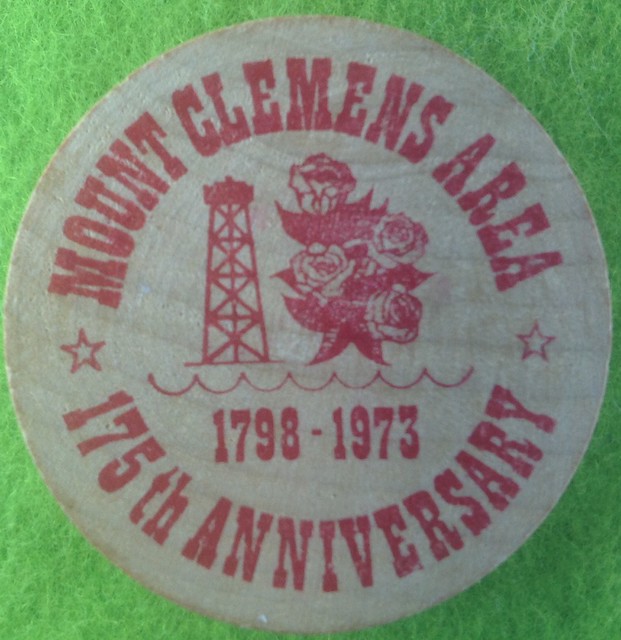 MOUNT CLEMENS AREA
1798 - 1973
175th ANNIVERSARY